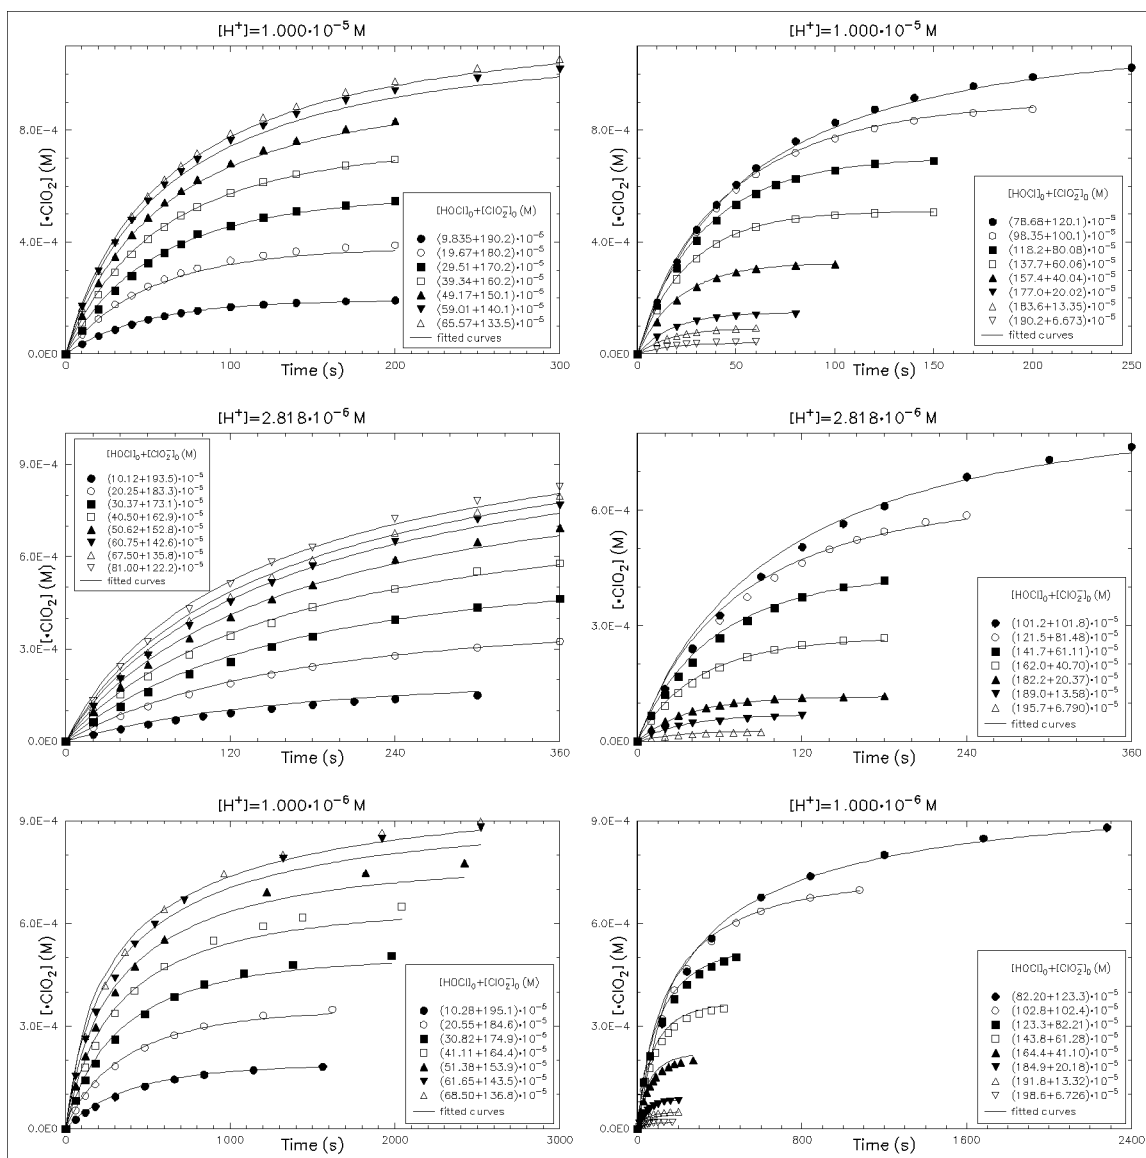 [H⁺]=1.000•10⁻⁵ M
8.0E-4
4.0E-4
0.0E0
[•ClO₂] (M)
[HOCl]₀+[ClO₂⁻]₀ (M)
(9.835+190.2)•10⁻⁵
(19.67+180.2)•10⁻⁵
(29.51+170.2)•10⁻⁵
(39.34+160.2)•10⁻⁵
(49.17+150.1)•10⁻⁵
(59.01+140.1)•10⁻⁵
(65.57+133.5)•10⁻⁵
fitted curves
0 100 200 300
Time (s)
[H⁺]=1.000•10⁻⁵ M
8.0E-4
4.0E-4
0.0E0
[•ClO₂] (M)
[HOCl]₀+[ClO₂⁻]₀ (M)
(78.68+120.1)•10⁻⁵
(98.35+100.1)•10⁻⁵
(118.2+80.08)•10⁻⁵
(137.7+60.06)•10⁻⁵
(157.4+40.04)•10⁻⁵
(177.0+20.02)•10⁻⁵
(183.6+13.35)•10⁻⁵
(190.2+6.673)•10⁻⁵
fitted curves
0 50 100 150 200 250
Time (s)
[H⁺]=2.818•10⁻⁶ M
9.0E-4
6.0E-4
3.0E-4
0.0E0
[•ClO₂] (M)
[HOCl]₀+[ClO₂⁻]₀ (M)
(10.12+193.5)•10⁻⁵
(20.25+183.3)•10⁻⁵
(30.37+173.1)•10⁻⁵
(40.50+162.9)•10⁻⁵
(50.62+152.8)•10⁻⁵
(60.75+142.6)•10⁻⁵
(67.50+135.8)•10⁻⁵
(81.00+122.2)•10⁻⁵
fitted curves
0 120 240 360
Time (s)
[H⁺]=2.818•10⁻⁶ M
6.0E-4
3.0E-4
0.0E0
[•ClO₂] (M)
[HOCl]₀+[ClO₂⁻]₀ (M)
(101.2+101.8)•10⁻⁵
(121.5+81.48)•10⁻⁵
(141.7+61.11)•10⁻⁵
(162.0+40.70)•10⁻⁵
(182.2+20.37)•10⁻⁵
(189.0+13.58)•10⁻⁵
(195.7+6.790)•10⁻⁵
fitted curves
0 120 240 360
Time (s)
[H⁺]=1.000•10⁻⁶ M
9.0E-4
6.0E-4
3.0E-4
0.0E0
[•ClO₂] (M)
[HOCl]₀+[ClO₂⁻]₀ (M)
(10.28+195.1)•10⁻⁵
(20.55+184.6)•10⁻⁵
(30.82+174.9)•10⁻⁵
(41.11+164.4)•10⁻⁵
(51.38+153.9)•10⁻⁵
(61.65+143.5)•10⁻⁵
(68.50+136.8)•10⁻⁵
fitted curves
0 1000 2000 3000
Time (s)
[H⁺]=1.000•10⁻⁶ M
9.0E-4
6.0E-4
3.0E-4
0.0E0
[•ClO₂] (M)
[HOCl]₀+[ClO₂⁻]₀ (M)
(82.20+123.3)•10⁻⁵
(102.8+102.4)•10⁻⁵
(123.3+82.21)•10⁻⁵
(143.8+61.28)•10⁻⁵
(164.4+41.10)•10⁻⁵
(184.9+20.18)•10⁻⁵
(191.8+13.32)•10⁻⁵
(198.6+6.726)•10⁻⁵
fitted curves
0 800 1600 2400
Time (s)